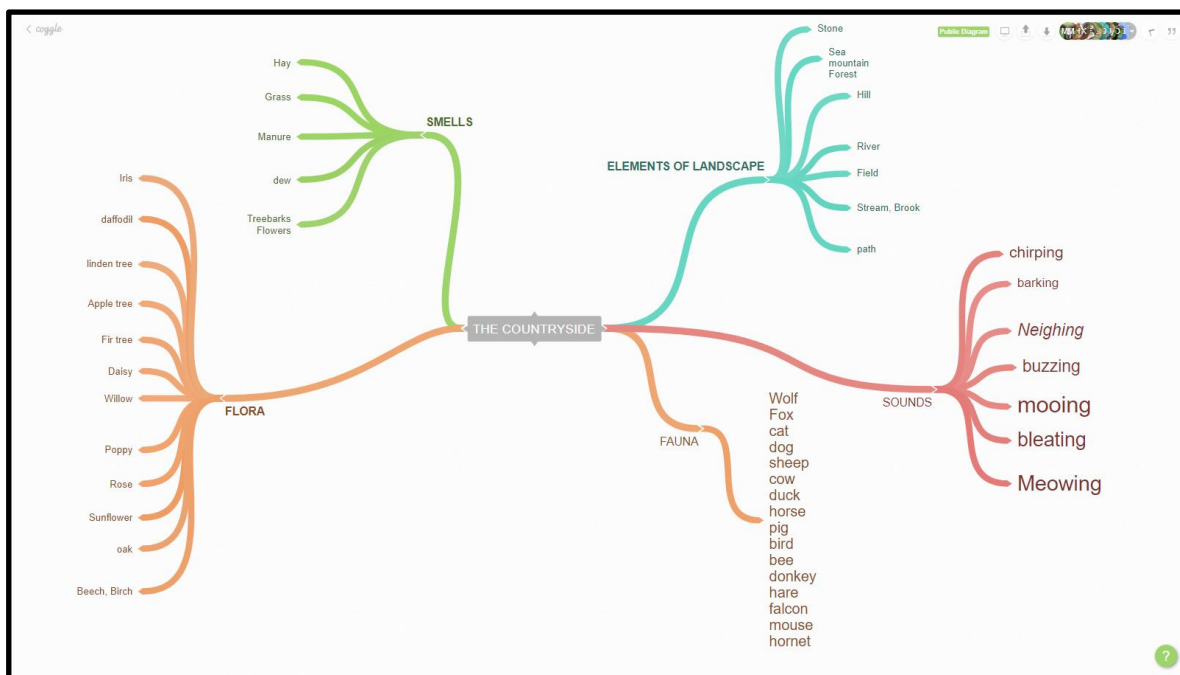 coggle
Public Diagram
THE COUNTRYSIDE
SMELLS
Hay
Grass
Manure
dew
Treebarks
Flowers
FLORA
Iris
daffodil
linden tree
Apple tree
Fir tree
Daisy
Willow
Poppy
Rose
Sunflower
oak
Beech, Birch
ELEMENTS OF LANDSCAPE
Stone
Sea
mountain
Forest
Hill
River
Field
Stream, Brook
path
SOUNDS
chirping
barking
Neighing
buzzing
mooing
bleating
Meowing
FAUNA
Wolf
Fox
cat
dog
sheep
cow
duck
horse
pig
bird
bee
donkey
hare
falcon
mouse
hornet
?